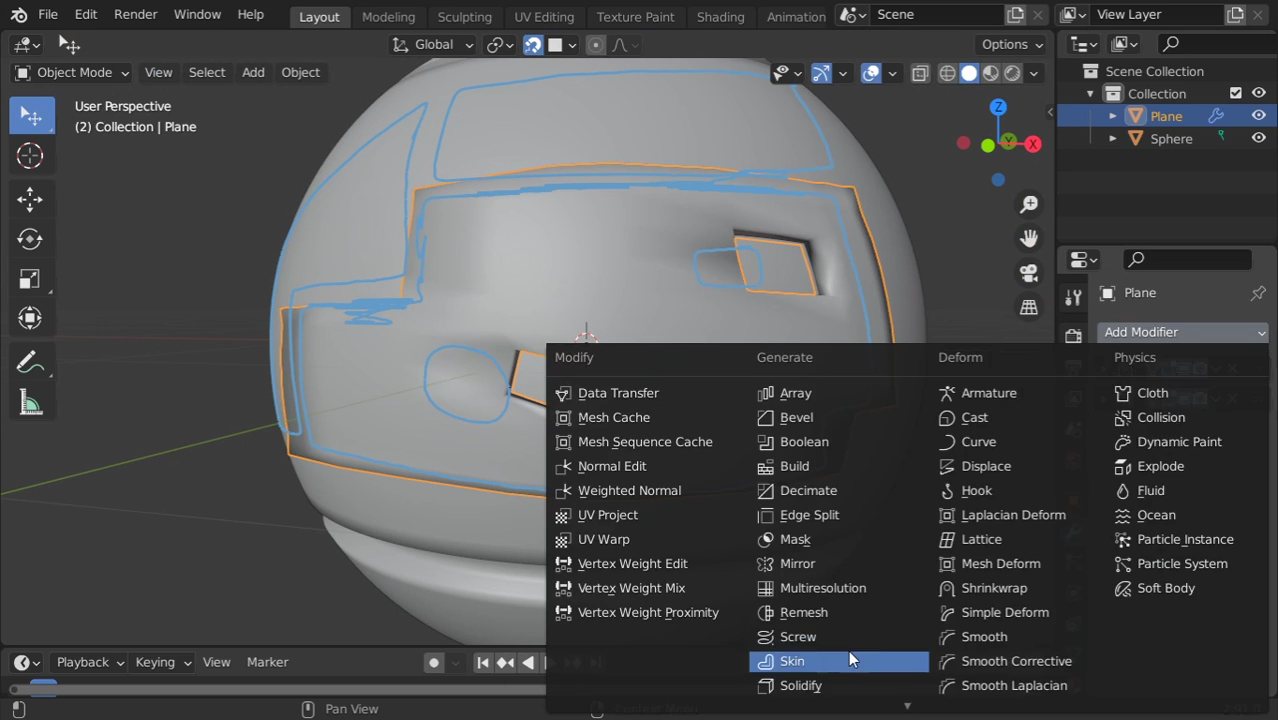 File Edit Render Window Help Layout Modeling Sculpting UV Editing Texture Paint Shading Animation Scene View Layer
Global Options
Object Mode View Select Add Object
Scene Collection
Collection
Plane
Sphere
User Perspective
(2) Collection | Plane
Z
Y
X
Plane
Add Modifier
Modify Generate Deform Physics
Data Transfer Array Armature Cloth
Mesh Cache Bevel Cast Collision
Mesh Sequence Cache Boolean Curve Dynamic Paint
Normal Edit Build Displace Explode
Weighted Normal Decimate Hook Fluid
UV Project Edge Split Laplacian Deform Ocean
UV Warp Mask Lattice Particle Instance
Vertex Weight Edit Mirror Mesh Deform Particle System
Vertex Weight Mix Multiresolution Shrinkwrap Soft Body
Vertex Weight Proximity Remesh Simple Deform
Screw Smooth
Skin Smooth Corrective
Solidify Smooth Laplacian
Playback Keying View Marker
Pan View